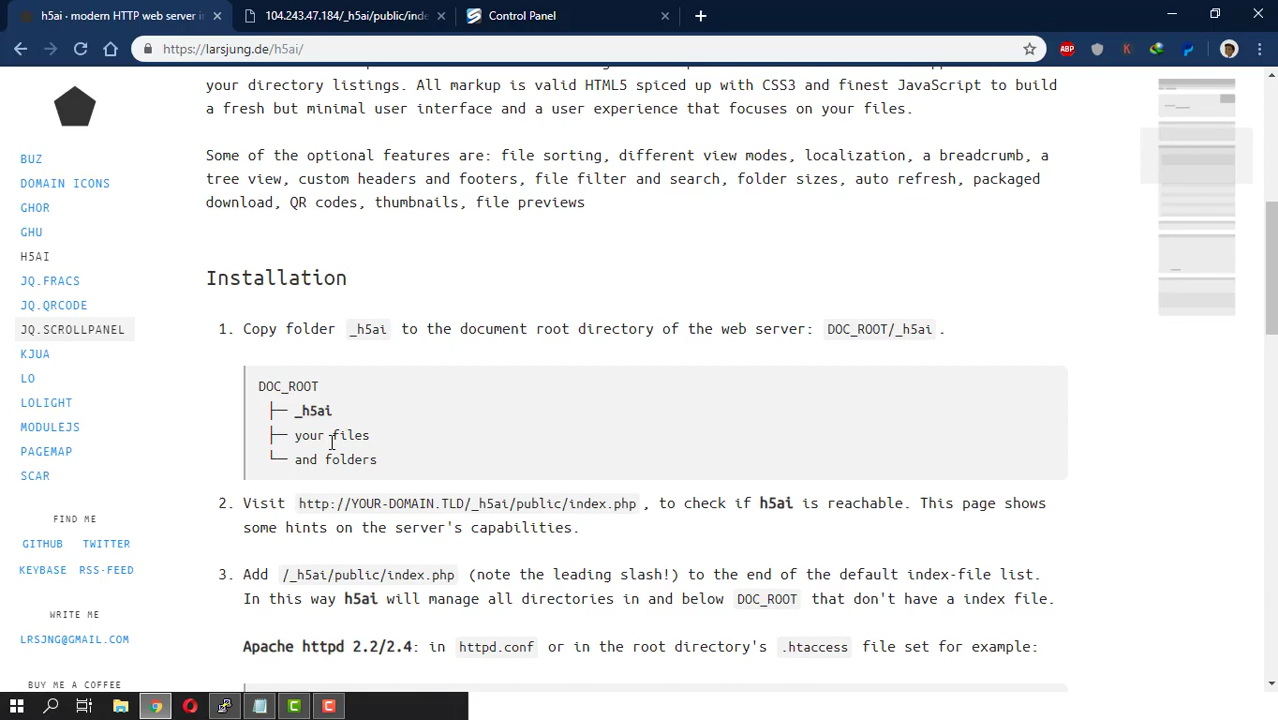 h5ai - modern HTTP web server in
104.243.47.184/_h5ai/public/inde
Control Panel
https://larsjung.de/h5ai/
ABP
K
your directory listings. All markup is valid HTML5 spiced up with CSS3 and finest JavaScript to build
a fresh but minimal user interface and a user experience that focuses on your files.
Some of the optional features are: file sorting, different view modes, localization, a breadcrumb, a
tree view, custom headers and footers, file filter and search, folder sizes, auto refresh, packaged
download, QR codes, thumbnails, file previews
BUZ
DOMAIN ICONS
GHOR
GHU
H5AI
JQ.FRACS
JQ.QRCODE
JQ.SCROLLPANEL
KJUA
LO
LOLIGHT
MODULEJS
PAGEMAP
SCAR
FIND ME
GITHUB TWITTER
KEYBASE RSS-FEED
WRITE ME
LRSJNG@GMAIL.COM
BUY ME A COFFEE
Installation
1. Copy folder _h5ai to the document root directory of the web server: DOC_ROOT/_h5ai .
DOC_ROOT
├─ _h5ai
├─ your files
└─ and folders
2. Visit http://YOUR-DOMAIN.TLD/_h5ai/public/index.php , to check if h5ai is reachable. This page shows
some hints on the server's capabilities.
3. Add /_h5ai/public/index.php (note the leading slash!) to the end of the default index-file list.
In this way h5ai will manage all directories in and below DOC_ROOT that don't have a index file.
Apache httpd 2.2/2.4: in httpd.conf or in the root directory's .htaccess file set for example: